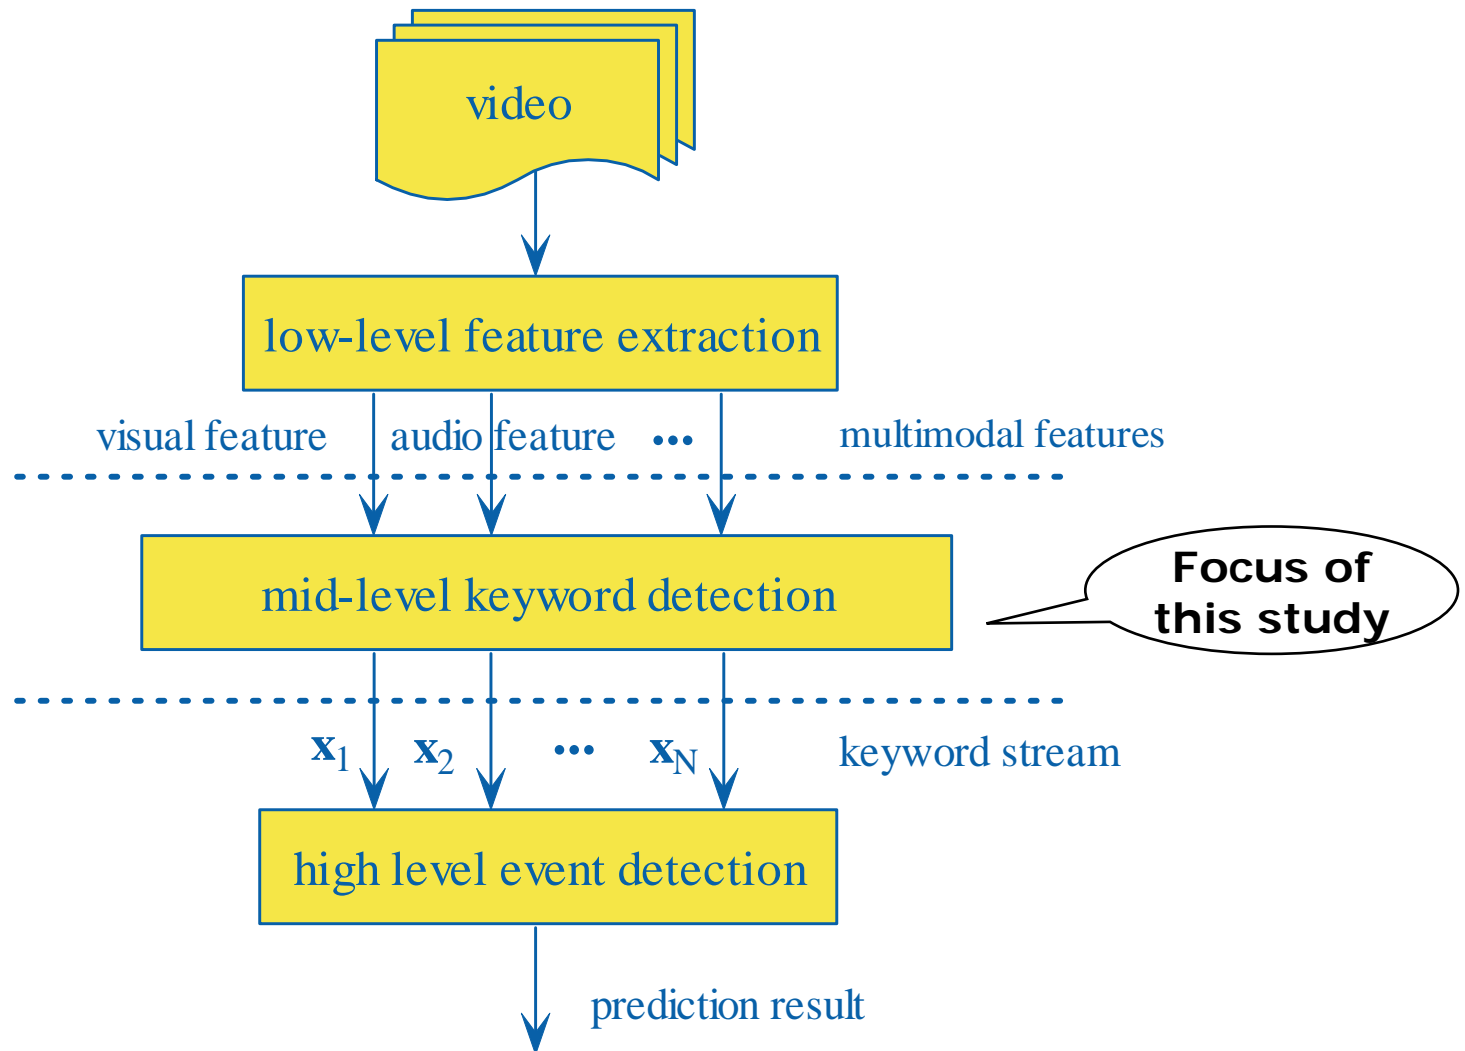 video
low-level feature extraction
visual feature audio feature ... multimodal features
mid-level keyword detection
Focus of
this study
x1 x2 ... xN keyword stream
high level event detection
prediction result